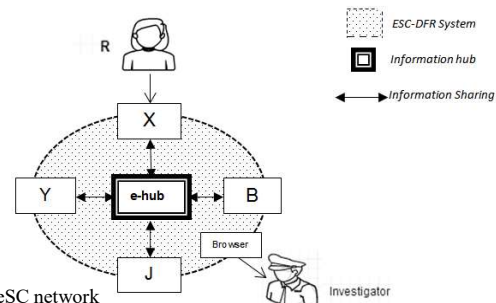 R
ESC-DFR System
Information hub
Information Sharing
X
Y
e-hub
B
Browser
J
Investigator
eSC network